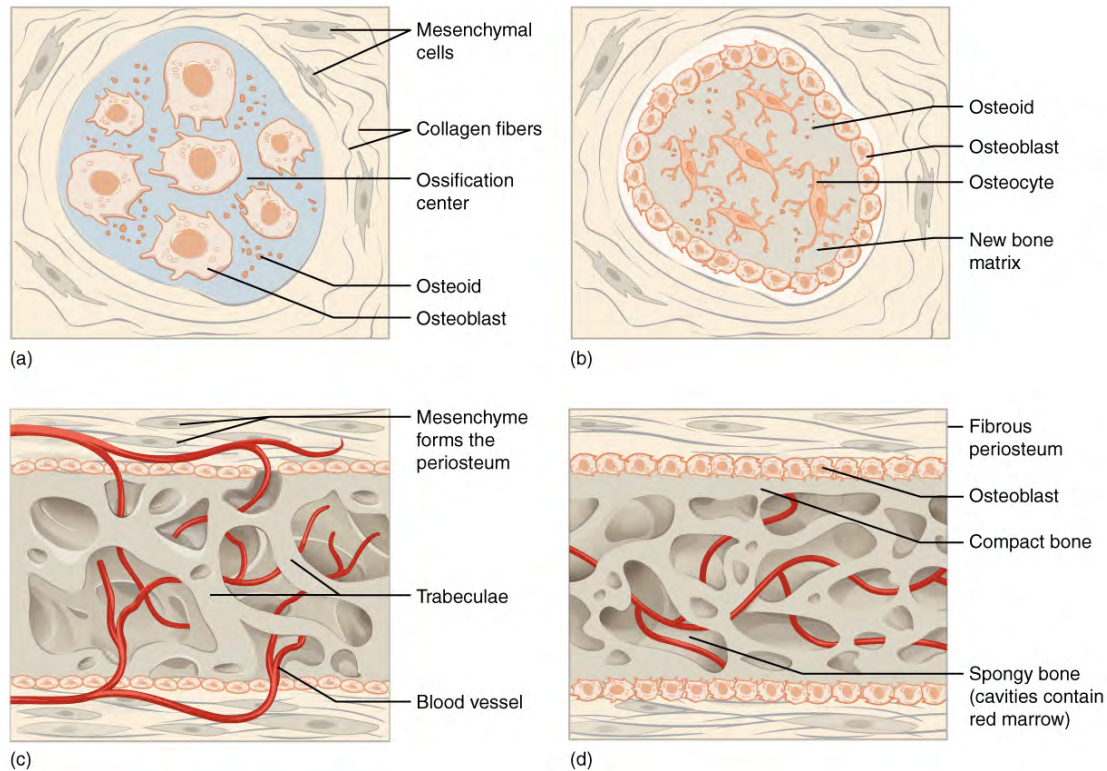 Mesenchymal
cells
Collagen fibers
Ossification
center
Osteoid
Osteoblast
(a)
Osteoid
Osteoblast
Osteocyte
New bone
matrix
(b)
Mesenchyme
forms the
periosteum
Trabeculae
Blood vessel
(c)
Fibrous
periosteum
Osteoblast
Compact bone
Spongy bone
(cavities contain
red marrow)
(d)